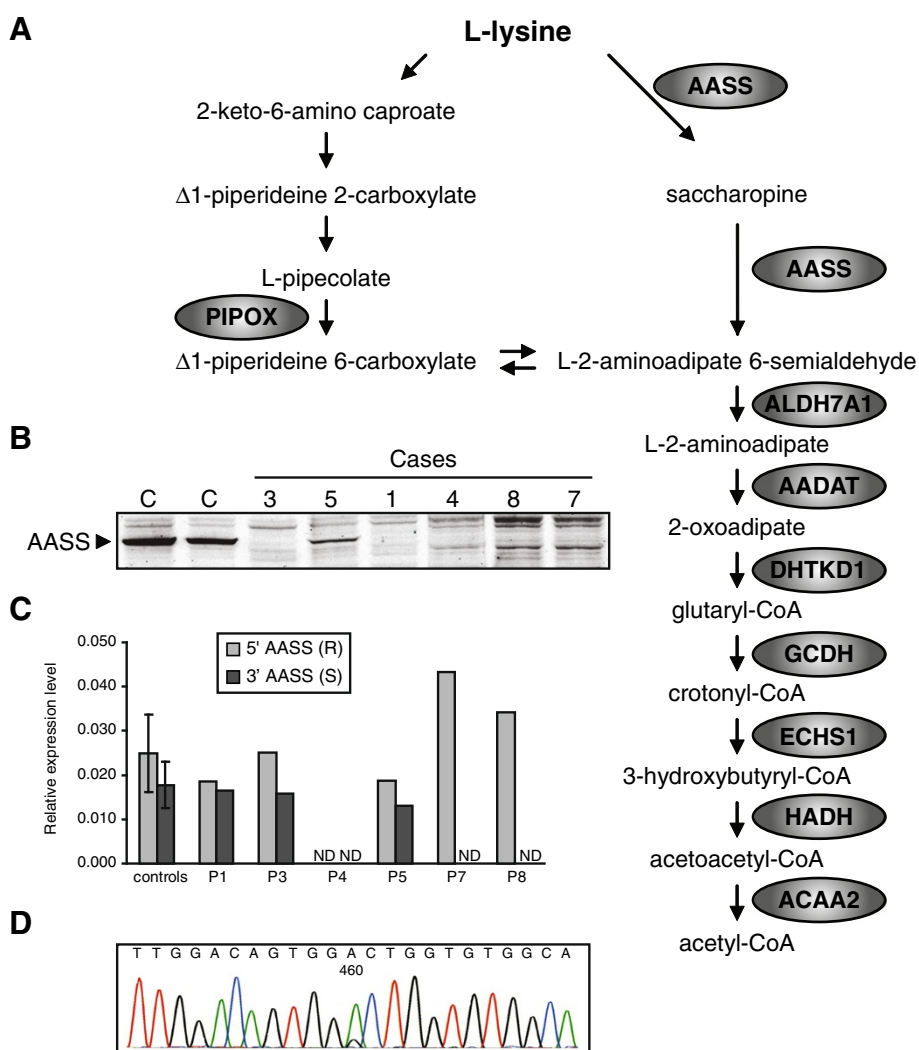 A
L-lysine
AASS
2-keto-6-amino caproate
Δ1-piperideine 2-carboxylate
saccharopine
AASS
L-pipecolate
PIPOX
Δ1-piperideine 6-carboxylate
L-2-aminoadipate 6-semialdehyde
ALDH7A1
L-2-aminoadipate
AADAT
2-oxoadipate
DHTKD1
glutaryl-CoA
GCDH
crotonyl-CoA
ECHS1
3-hydroxybutyryl-CoA
HADH
acetoacetyl-CoA
ACAA2
acetyl-CoA
B
Cases
C C 3 5 1 4 8 7
AASS
C
Relative expression level
0.050
0.040
0.030
0.020
0.010
0.000
5' AASS (R)
3' AASS (S)
ND ND ND ND
controls P1 P3 P4 P5 P7 P8
D
T T G G A C A G T G G A C T G G T G T G G C A
460